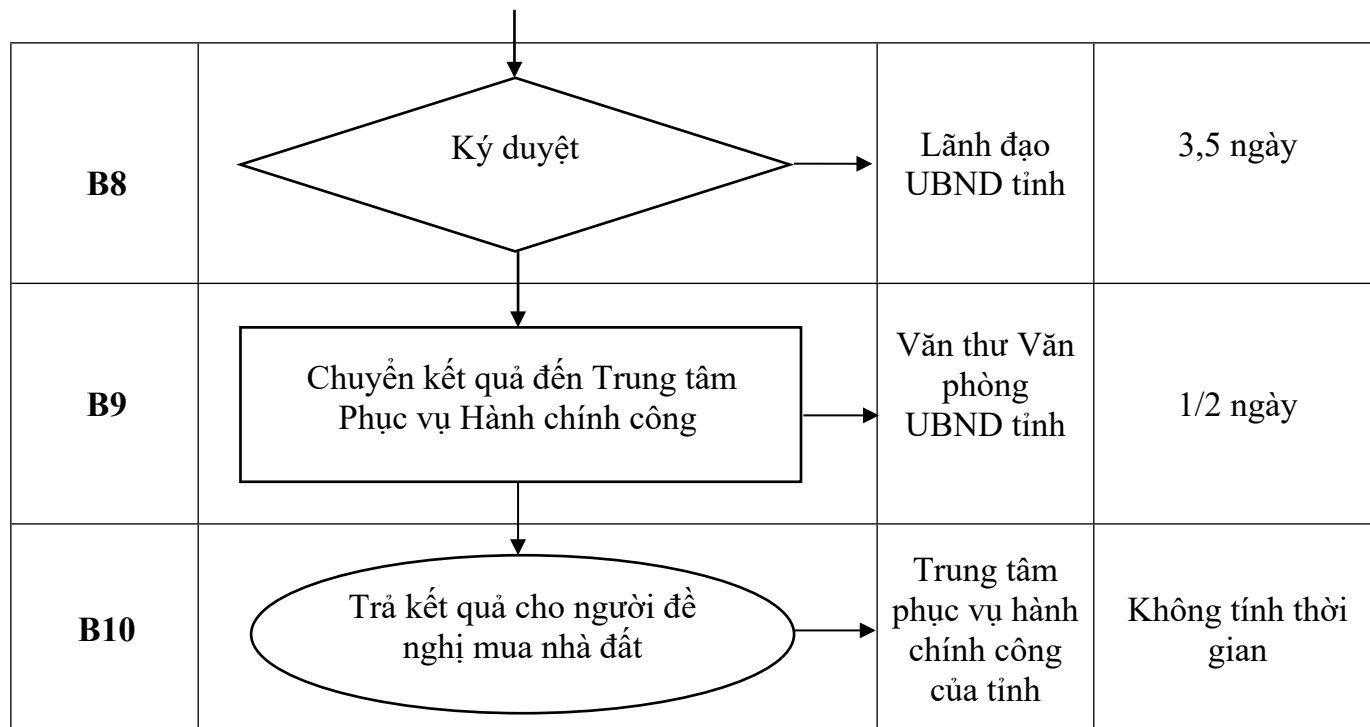 B8
Ký duyệt
Lãnh đạo
UBND tỉnh
3,5 ngày
B9
Chuyển kết quả đến Trung tâm
Phục vụ Hành chính công
Văn thư Văn
phòng
UBND tỉnh
1/2 ngày
B10
Trả kết quả cho người đề
nghị mua nhà đất
Trung tâm
phục vụ hành
chính công
của tỉnh
Không tính thời
gian